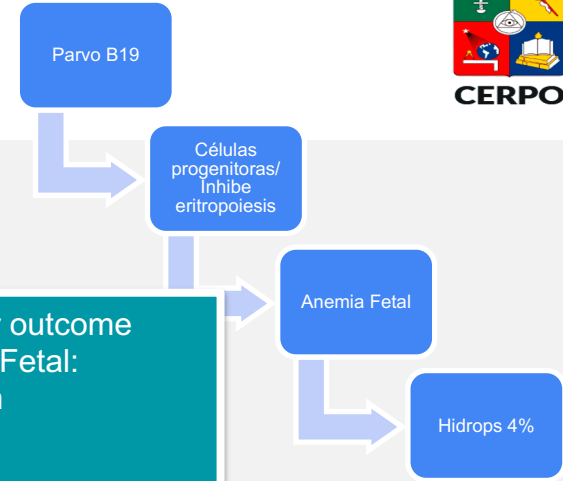 Parvo B19
CERPO
Células
progenitoras/
Inhibe
eritropoiesis
Anemia Fetal
outcome
Fetal:
Hidrops 4%